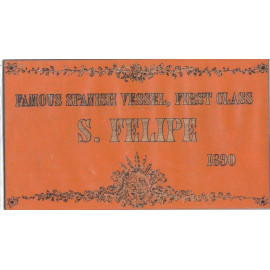 FAMOUS SPANISH VESSEL, FIRST CLASS
S. FELIPE
1690